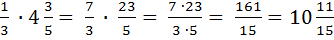 1/3 · 4 3/5 = 7/3 · 23/5 = 7·23/3·5 = 161/15 = 10 11/15